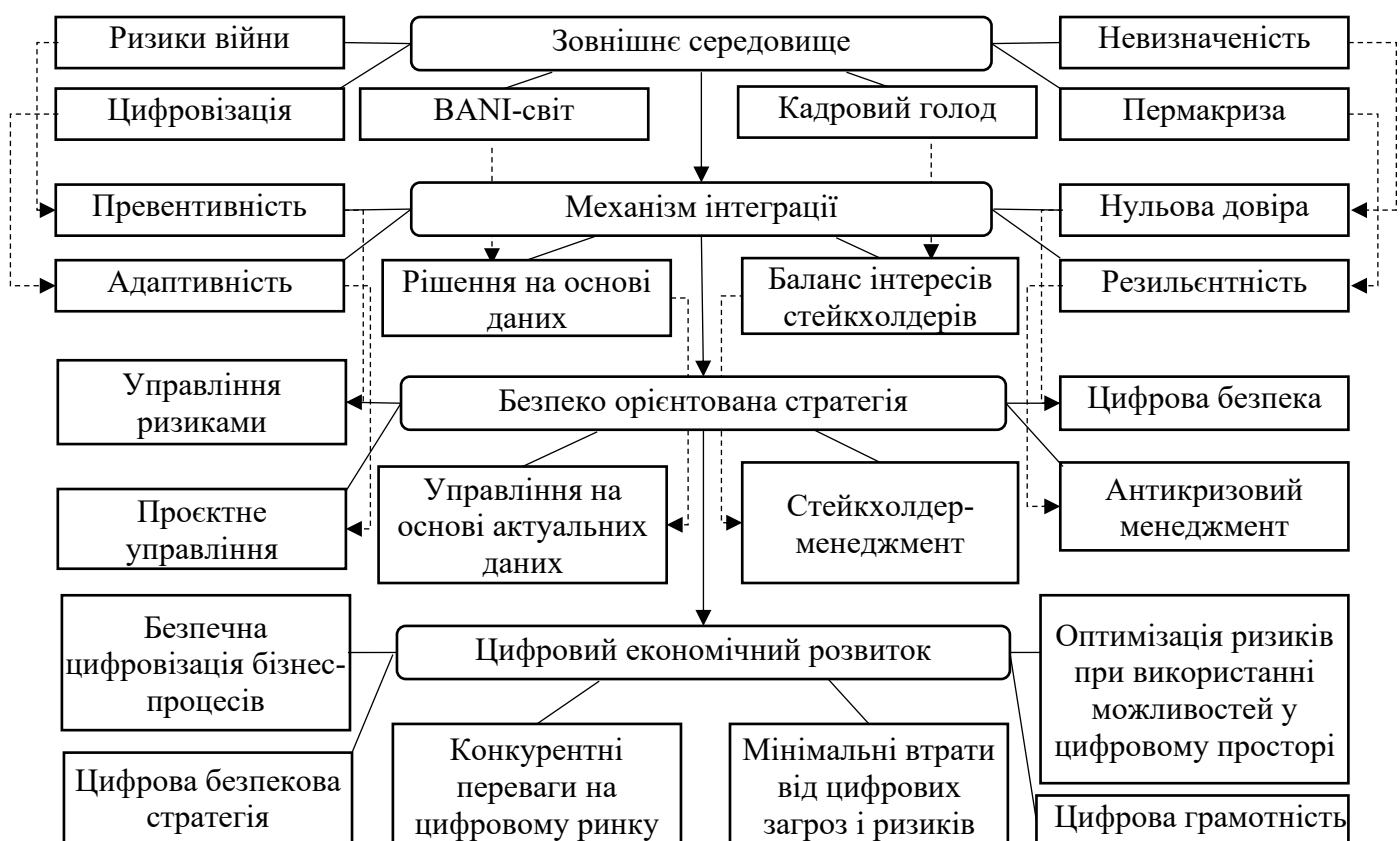 Ризики війни
Зовнішнє середовище
Невизначеність
Цифровізація
BANI-світ
Кадровий голод
Пермакриза
Превентивність
Механізм інтеграції
Нульова довіра
Адаптивність
Рішення на основі
даних
Баланс інтересів
стейкхолдерів
Резильєнтність
Управління
ризиками
Безпеко орієнтована стратегія
Цифрова безпека
Проєктне
управління
Управління на
основі актуальних
даних
Стейкхолдер-
менеджмент
Антикризовий
менеджмент
Безпечна
цифровізація бізнес-
процесів
Цифровий економічний розвиток
Оптимізація ризиків
при використанні
можливостей у
цифровому просторі
Цифрова безпекова
стратегія
Конкурентні
переваги на
цифровому ринку
Мінімальні втрати
від цифрових
загроз і ризиків
Цифрова грамотність